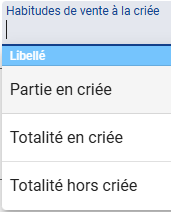 Habitudes de vente à la criée
Libellé
Partie en criée
Totalité en criée
Totalité hors criée